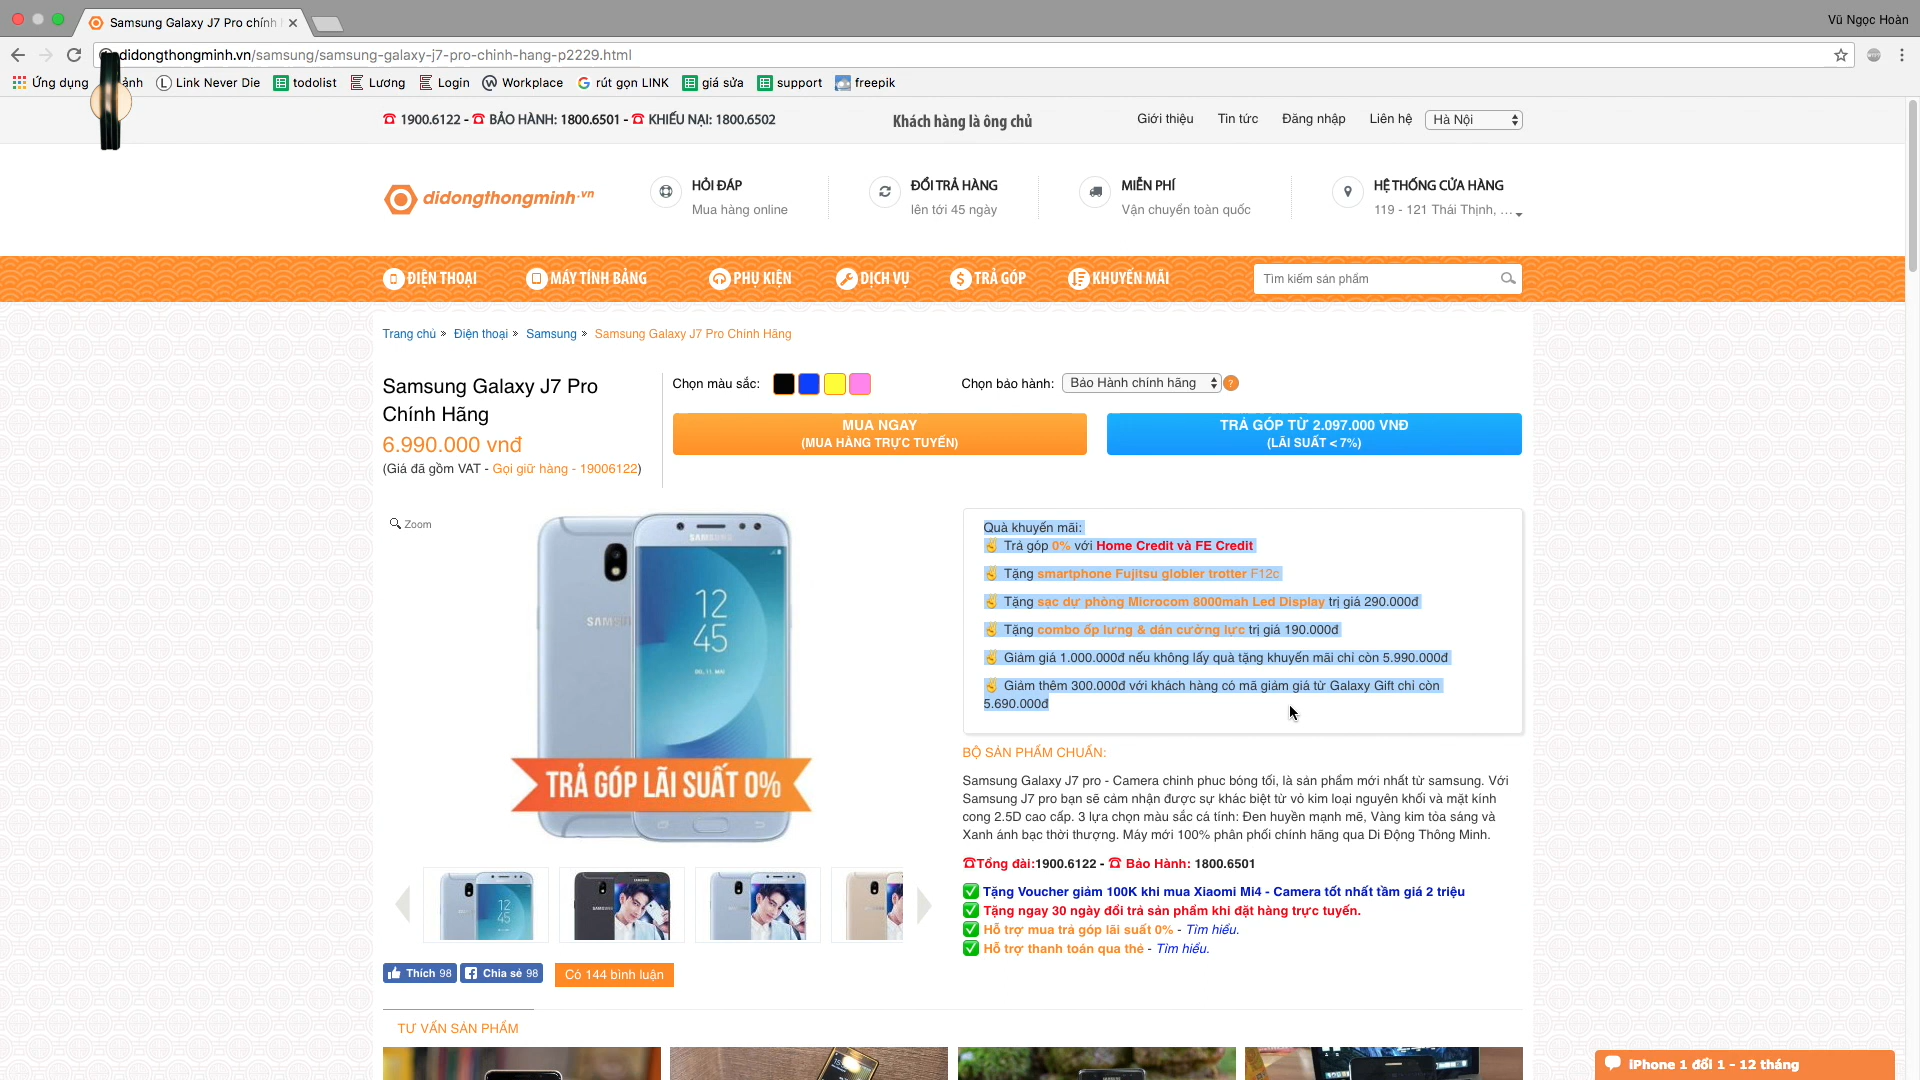 Samsung Galaxy J7 Pro chính
Vũ Ngọc Hoàn
didongthongminh.vn/samsung/samsung-galaxy-j7-pro-chinh-hang-p2229.html
Ứng dụng
ảnh
Link Never Die
todolist
Lương
Login
Workplace
rút gọn LINK
giá sửa
support
freepik
☎ 1900.6122 - ☎ BẢO HÀNH: 1800.6501 - ☎ KHIẾU NẠI: 1800.6502
Khách hàng là ông chủ
Giới thiệu
Tin tức
Đăng nhập
Liên hệ
Hà Nội
didongthongminh.vn
HỎI ĐÁP
Mua hàng online
ĐỔI TRẢ HÀNG
lên tới 45 ngày
MIỄN PHÍ
Vận chuyển toàn quốc
HỆ THỐNG CỬA HÀNG
119 - 121 Thái Thịnh, ...
ĐIỆN THOẠI
MÁY TÍNH BẢNG
PHỤ KIỆN
DỊCH VỤ
TRẢ GÓP
KHUYẾN MÃI
Tìm kiếm sản phẩm
Trang chủ » Điện thoại » Samsung » Samsung Galaxy J7 Pro Chính Hãng
Samsung Galaxy J7 Pro
Chính Hãng
6.990.000 vnđ
(Giá đã gồm VAT - Gọi giữ hàng - 19006122)
Chọn màu sắc:
Chọn bảo hành:
Bảo Hành chính hãng
?
MUA NGAY
(MUA HÀNG TRỰC TUYẾN)
TRẢ GÓP TỪ 2.097.000 VNĐ
(LÃI SUẤT < 7%)
Zoom
SAMSUNG
12
45
TRẢ GÓP LÃI SUẤT 0%
Quà khuyến mãi:
✌ Trả góp 0% với Home Credit và FE Credit
✌ Tặng smartphone Fujitsu globler trotter F12c
✌ Tặng sạc dự phòng Microcom 8000mah Led Display trị giá 290.000đ
✌ Tặng combo ốp lưng & dán cường lực trị giá 190.000đ
✌ Giảm giá 1.000.000đ nếu không lấy quà tặng khuyến mãi chỉ còn 5.990.000đ
✌ Giảm thêm 300.000đ với khách hàng có mã giảm giá từ Galaxy Gift chỉ còn
5.690.000đ
BỘ SẢN PHẨM CHUẨN:
Samsung Galaxy J7 pro - Camera chinh phuc bóng tối, là sản phẩm mới nhất từ samsung. Với
Samsung J7 pro bạn sẽ cảm nhận được sự khác biệt từ vỏ kim loại nguyên khối và mặt kính
cong 2.5D cao cấp. 3 lựa chọn màu sắc cá tính: Đen huyền mạnh mẽ, Vàng kim tỏa sáng và
Xanh ánh bạc thời thượng. Máy mới 100% phân phối chính hãng qua Di Động Thông Minh.
☎Tổng đài:1900.6122 - ☎ Bảo Hành: 1800.6501
✅ Tặng Voucher giảm 100K khi mua Xiaomi Mi4 - Camera tốt nhất tầm giá 2 triệu
✅ Tặng ngay 30 ngày đổi trả sản phẩm khi đặt hàng trực tuyến.
✅ Hỗ trợ mua trả góp lãi suất 0% - Tìm hiểu.
✅ Hỗ trợ thanh toán qua thẻ - Tìm hiểu.
Thích 98
Chia sẻ 98
Có 144 bình luận
TƯ VẤN SẢN PHẨM
iPhone 1 đổi 1 - 12 tháng